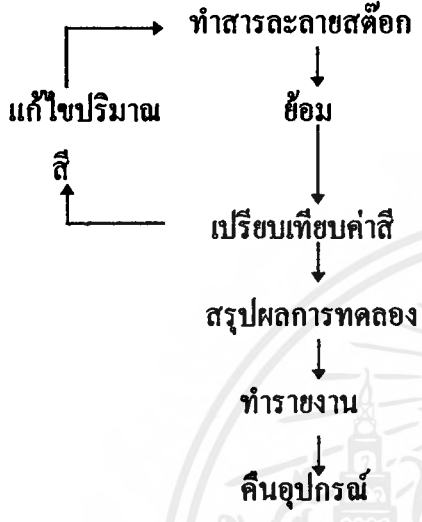 ทำสารละลายสต๊อก
แก้ไขปริมาณ
สี
ย้อม
เปรียบเทียบค่าสี
สรุปผลการทดลอง
ทำรายงาน
คืนอุปกรณ์